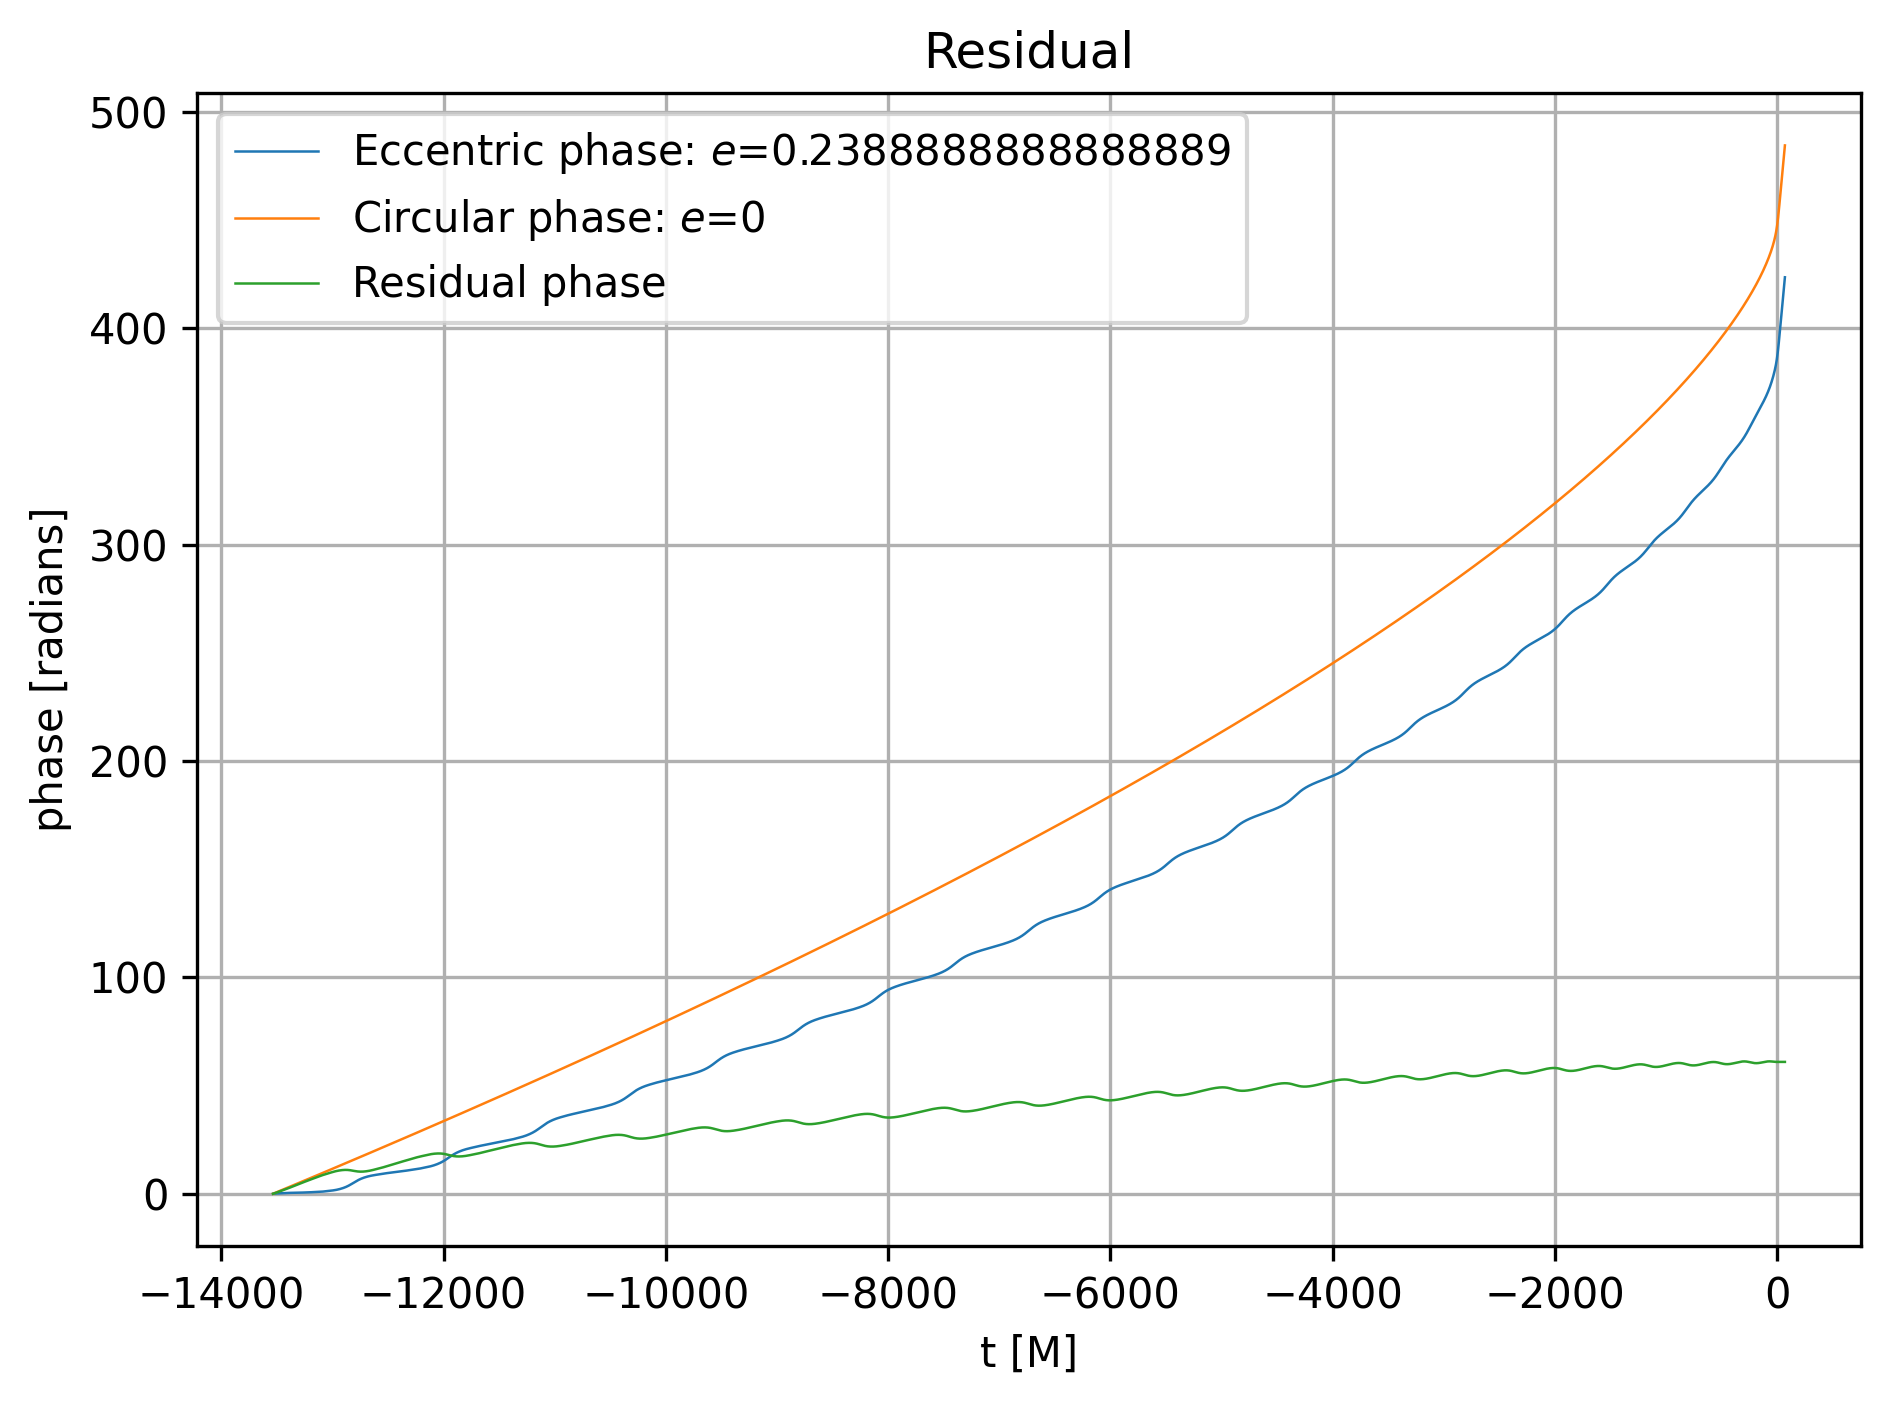 Residual
Eccentric phase: e=0.2388888888888889
Circular phase: e=0
Residual phase
500
400
300
200
100
0
phase [radians]
−14000 −12000 −10000 −8000 −6000 −4000 −2000 0
t [M]